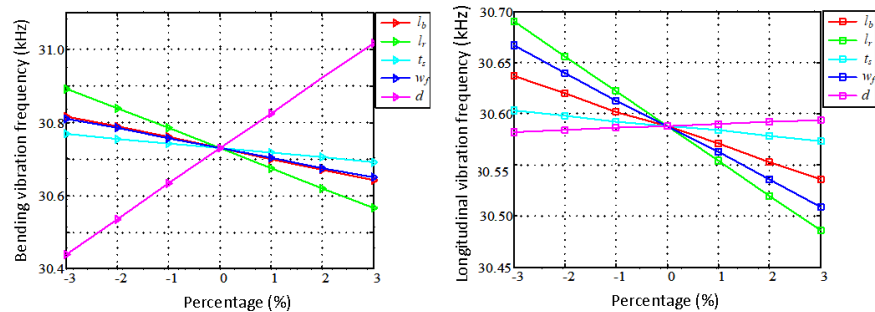 Bending vibration frequency (kHz)
31.0
30.8
30.6
30.4
-3 -2 -1 0 1 2 3
Percentage (%)
l_b
l_r
t_s
w_f
d
Longitudinal vibration frequency (kHz)
30.70
30.65
30.60
30.55
30.50
30.45
-3 -2 -1 0 1 2 3
Percentage (%)
l_b
l_r
t_s
w_f
d